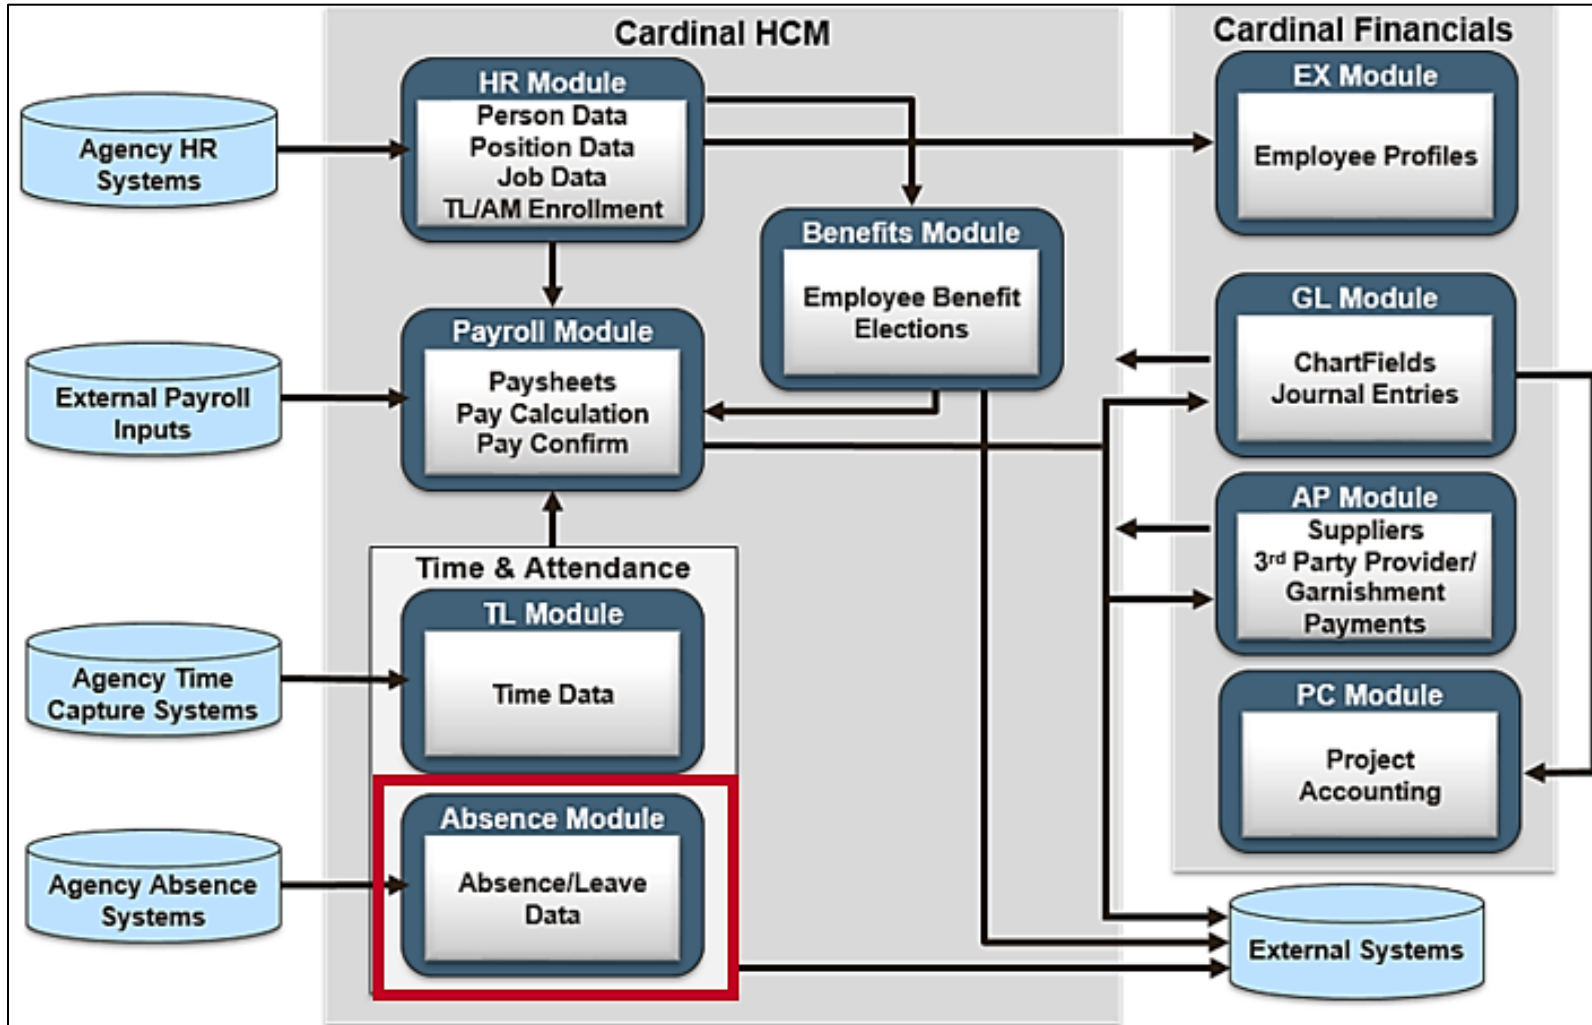 Cardinal HCM
Cardinal Financials
Agency HR
Systems
HR Module
Person Data
Position Data
Job Data
TL/AM Enrollment
EX Module
Employee Profiles
Benefits Module
Employee Benefit
Elections
External Payroll
Inputs
Payroll Module
Paysheets
Pay Calculation
Pay Confirm
GL Module
ChartFields
Journal Entries
AP Module
Suppliers
3rd Party Provider/
Garnishment
Payments
Time & Attendance
Agency Time
Capture Systems
TL Module
Time Data
PC Module
Project
Accounting
Agency Absence
Systems
Absence Module
Absence/Leave
Data
External Systems